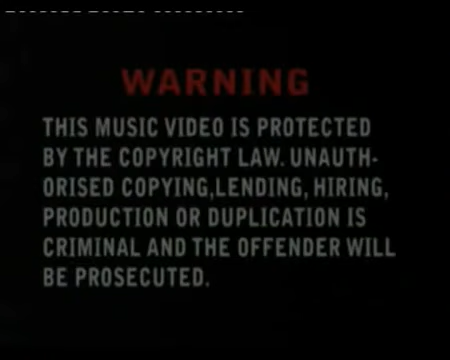 WARNING
THIS MUSIC VIDEO IS PROTECTED
BY THE COPYRIGHT LAW. UNAUTH-
ORISED COPYING,LENDING, HIRING,
PRODUCTION OR DUPLICATION IS
CRIMINAL AND THE OFFENDER WILL
BE PROSECUTED.